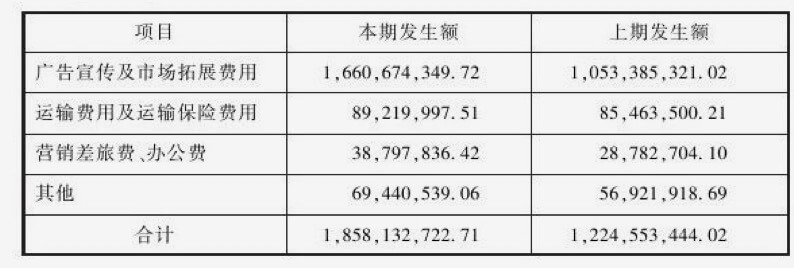 项目 本期发生额 上期发生额
广告宣传及市场拓展费用 1,660,674,349.72 1,053,385,321.02
运输费用及运输保险费用 89,219,997.51 85,463,500.21
营销差旅费、办公费 38,797,836.42 28,782,704.10
其他 69,440,539.06 56,921,918.69
合计 1,858,132,722.71 1,224,553,444.02